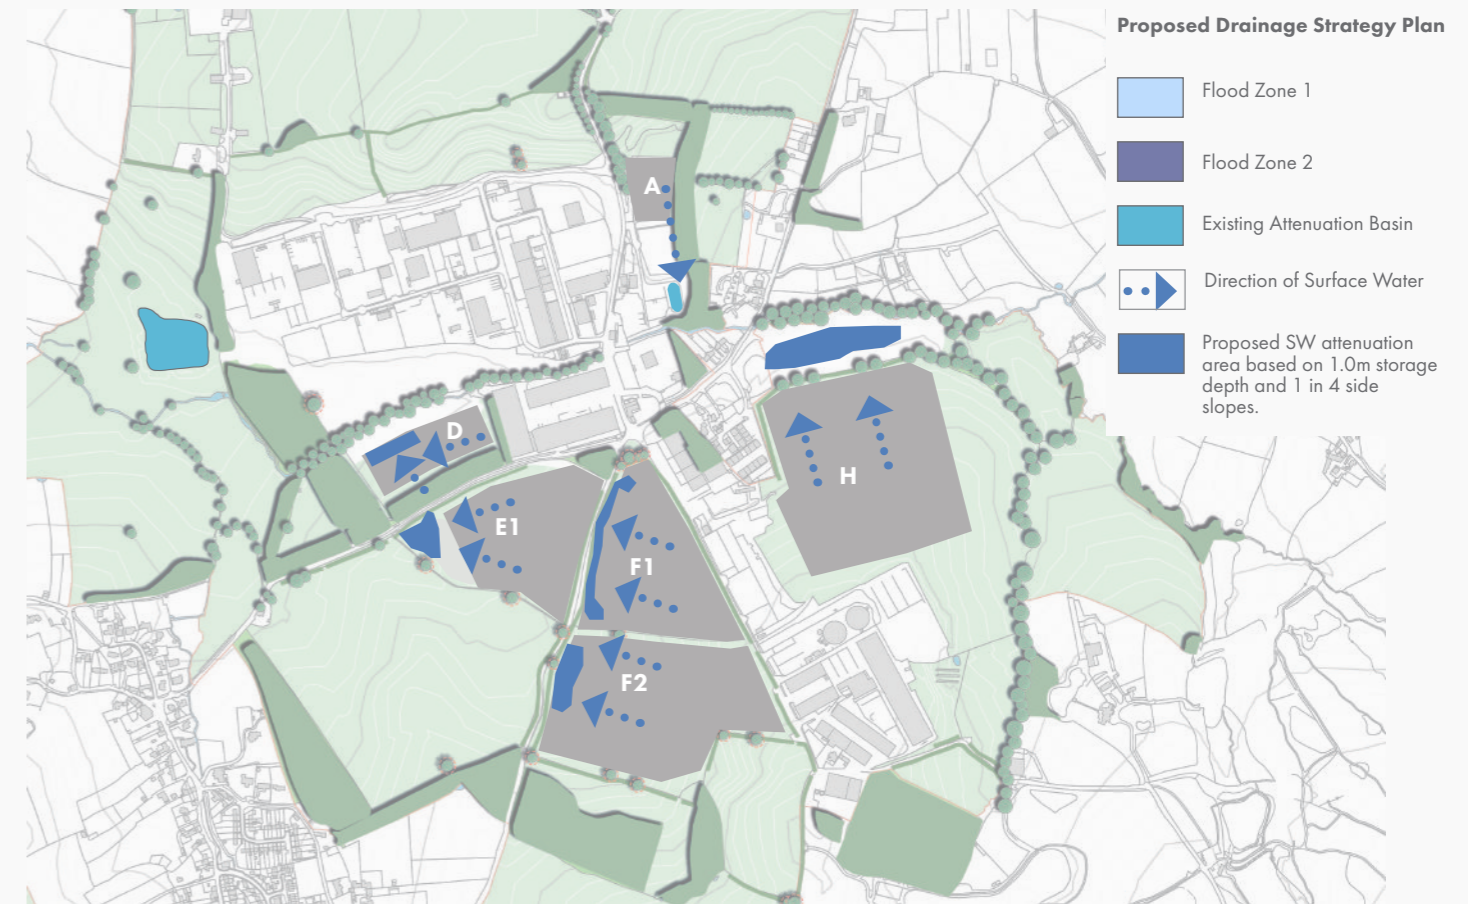 Proposed Drainage Strategy Plan
Flood Zone 1
Flood Zone 2
Existing Attenuation Basin
Direction of Surface Water
Proposed SW attenuation
area based on 1.0m storage
depth and 1 in 4 side
slopes.
A
D
H
E1
F1
F2